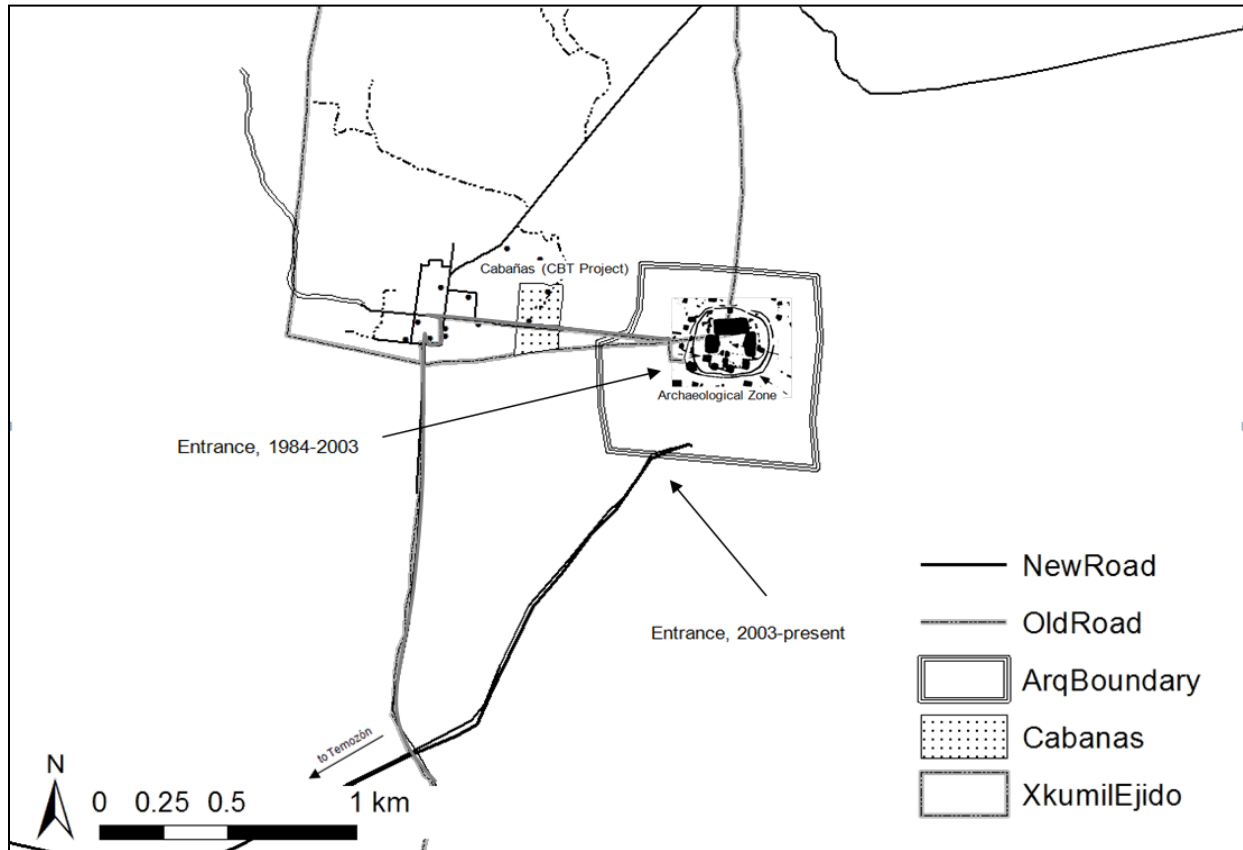 Cabañas (CBT Project)
Archaeological Zone
Entrance, 1984-2003
Entrance, 2003-present
to Temozón
N
0 0.25 0.5 1 km
NewRoad
OldRoad
ArqBoundary
Cabanas
XkumilEjido